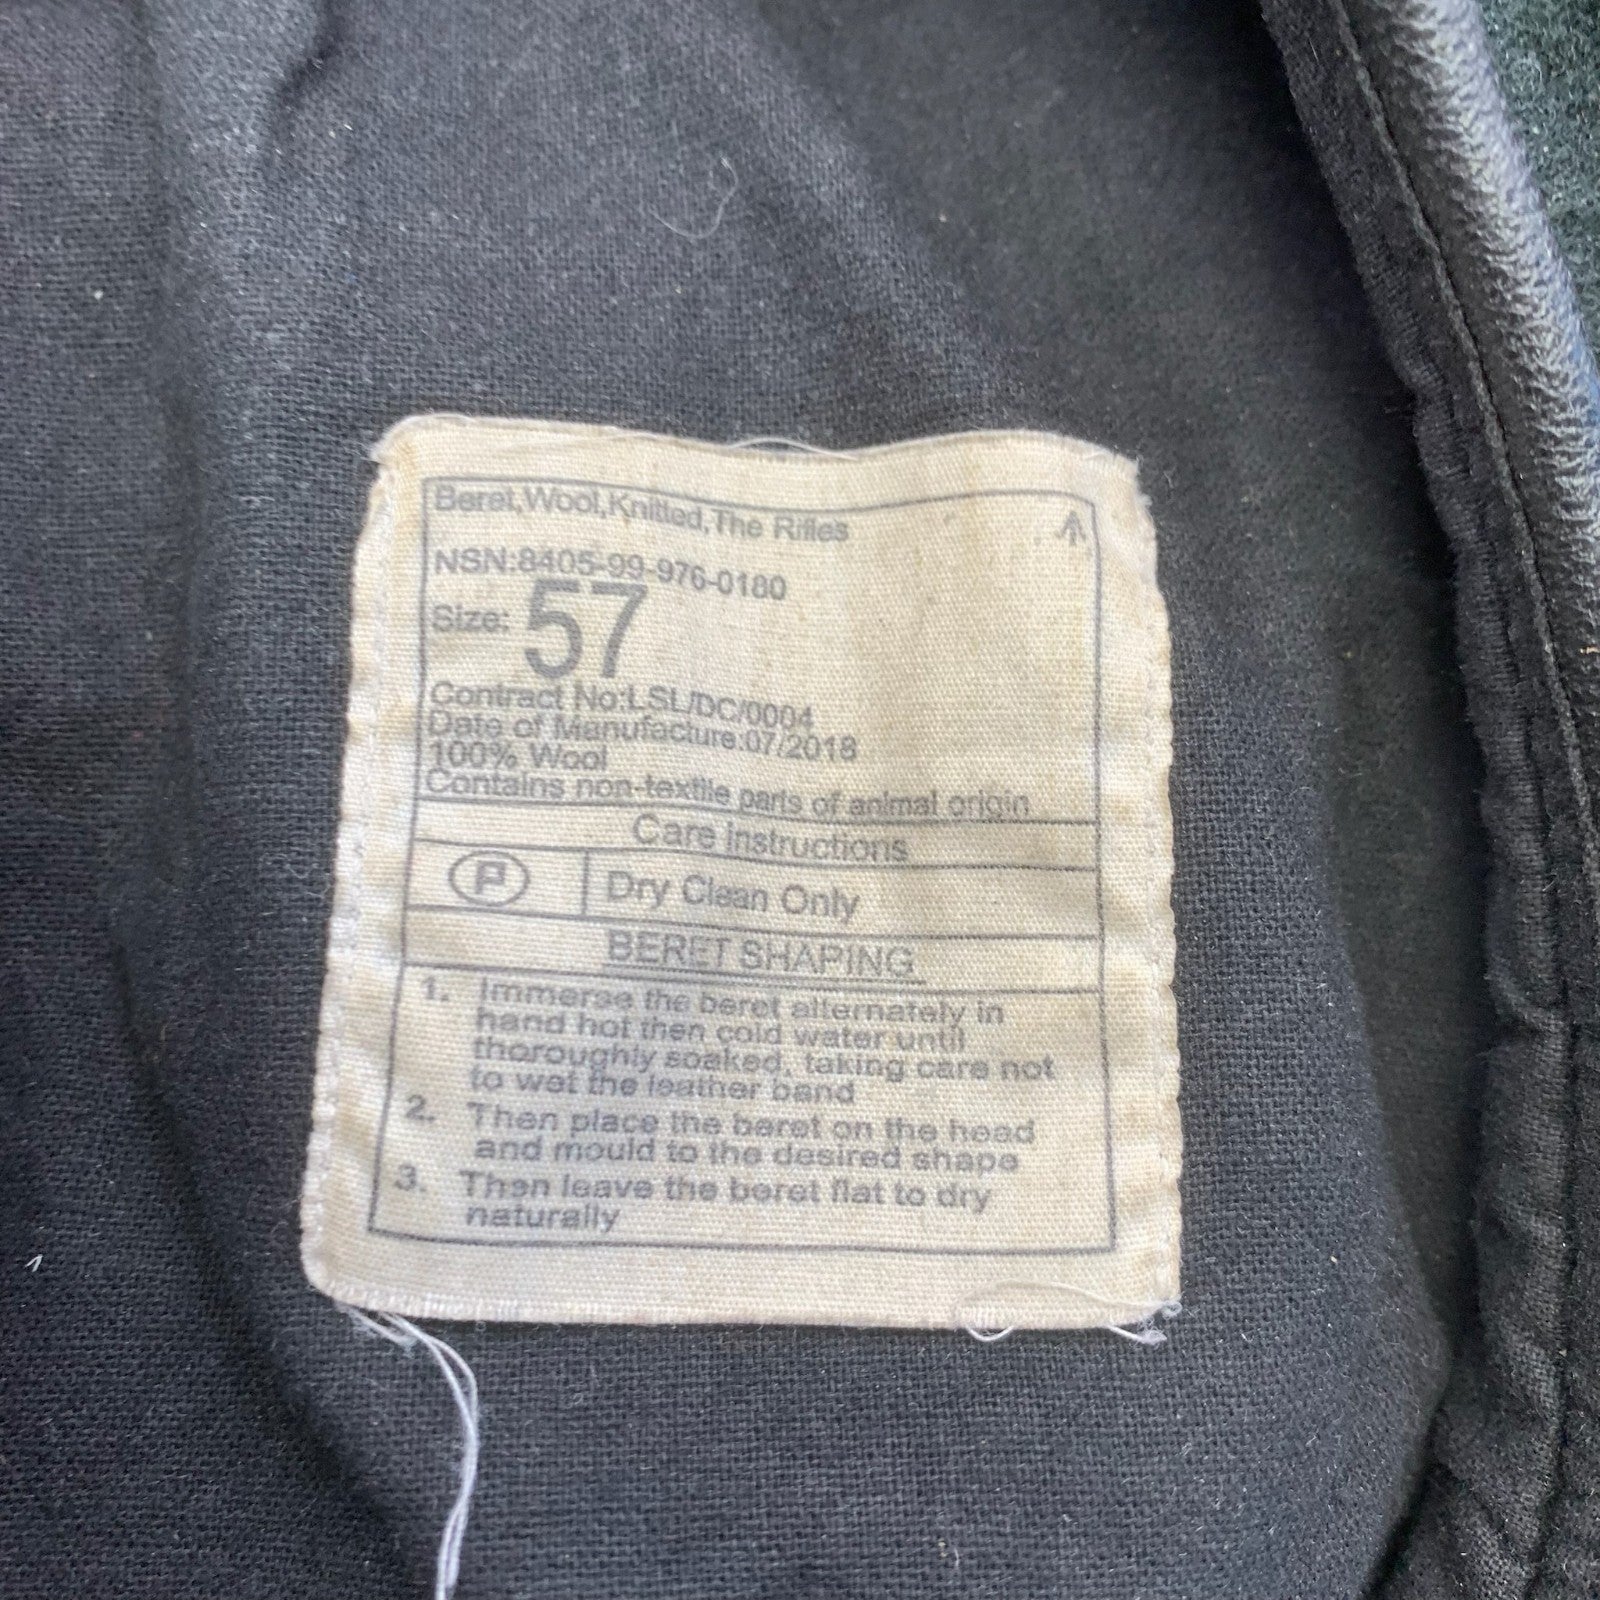 Beret,Wool,Knitted,The Rifles
NSN:8405-99-976-0180
Size: 57
Contract No:LSL/DC/0004
Date of Manufacture:07/2018
100% Wool
Contains non-textile parts of animal origin
Care Instructions
P Dry Clean Only
BERET SHAPING
1. Immerse the beret alternately in
hand hot then cold water until
thoroughly soaked, taking care not
to wet the leather band
2. Then place the beret on the head
and mould to the desired shape
3. Then leave the beret flat to dry
naturally